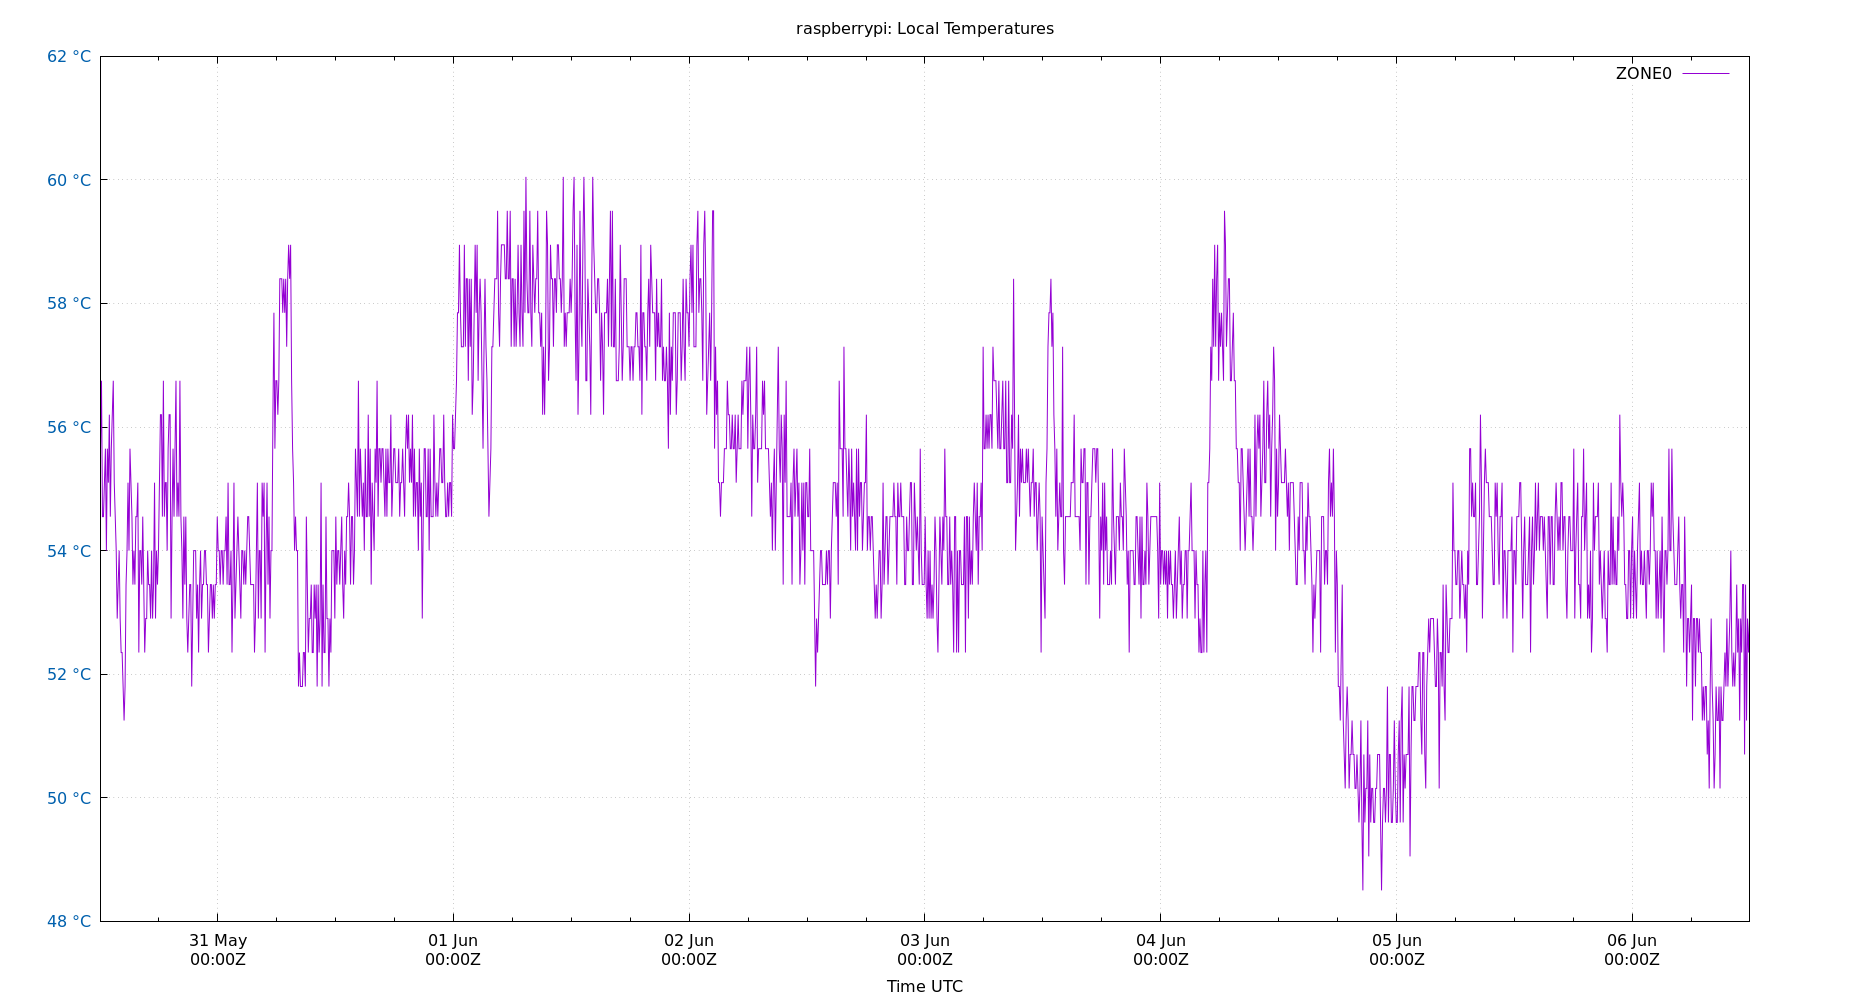 raspberrypi: Local Temperatures
62 °C
ZONE0
60 °C
58 °C
56 °C
54 °C
52 °C
50 °C
48 °C
31 May 01 Jun 02 Jun 03 Jun 04 Jun 05 Jun 06 Jun
00:00Z 00:00Z 00:00Z 00:00Z 00:00Z 00:00Z 00:00Z
Time UTC